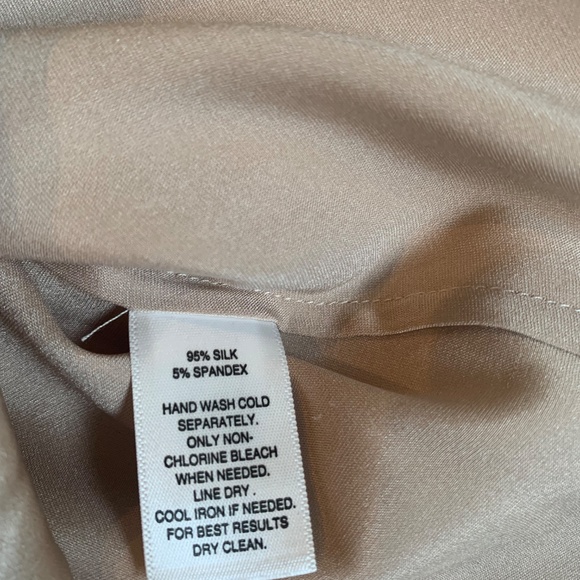 95% SILK
5% SPANDEX
HAND WASH COLD
SEPARATELY.
ONLY NON-
CHLORINE BLEACH
WHEN NEEDED.
LINE DRY .
COOL IRON IF NEEDED.
FOR BEST RESULTS
DRY CLEAN.